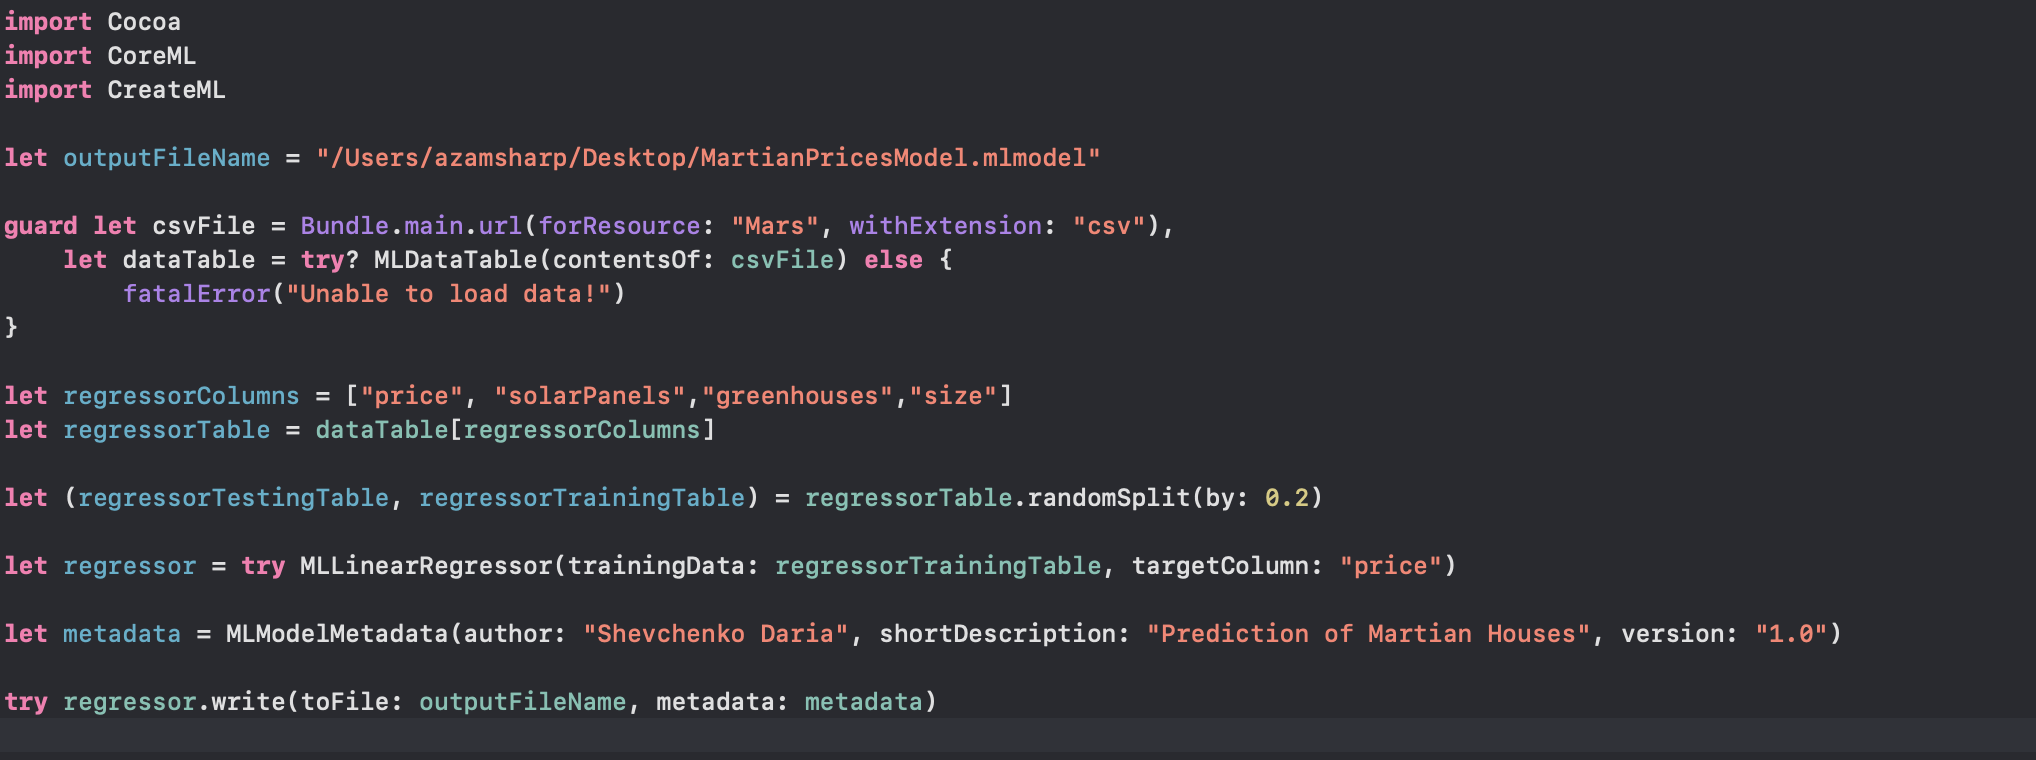 import Cocoa
import CoreML
import CreateML
let outputFileName = "/Users/azamsharp/Desktop/MartianPricesModel.mlmodel"
guard let csvFile = Bundle.main.url(forResource: "Mars", withExtension: "csv"),
    let dataTable = try? MLDataTable(contentsOf: csvFile) else {
        fatalError("Unable to load data!")
}
let regressorColumns = ["price", "solarPanels","greenhouses","size"]
let regressorTable = dataTable[regressorColumns]
let (regressorTestingTable, regressorTrainingTable) = regressorTable.randomSplit(by: 0.2)
let regressor = try MLLinearRegressor(trainingData: regressorTrainingTable, targetColumn: "price")
let metadata = MLModelMetadata(author: "Shevchenko Daria", shortDescription: "Prediction of Martian Houses", version: "1.0")
try regressor.write(toFile: outputFileName, metadata: metadata)